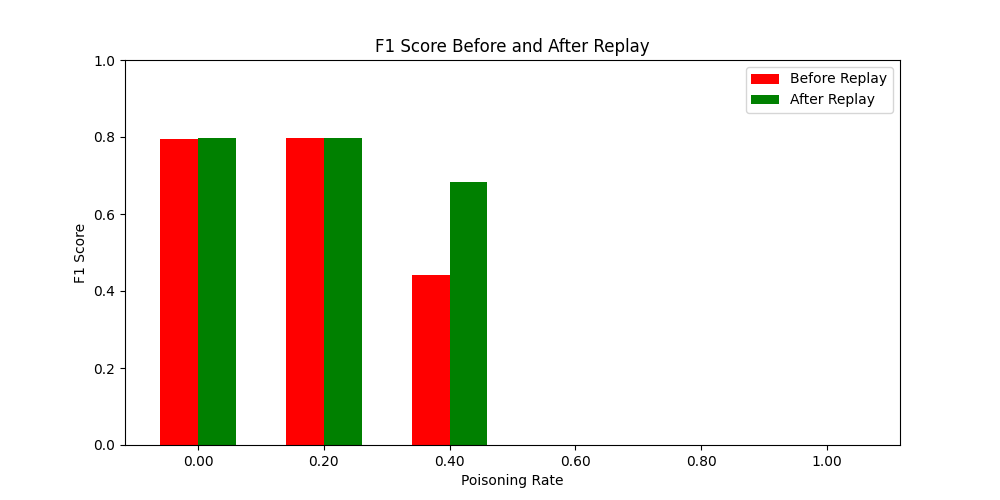 F1 Score Before and After Replay
1.0
0.8
0.6
0.4
0.2
0.0
F1 Score
Before Replay
After Replay
0.00 0.20 0.40 0.60 0.80 1.00
Poisoning Rate